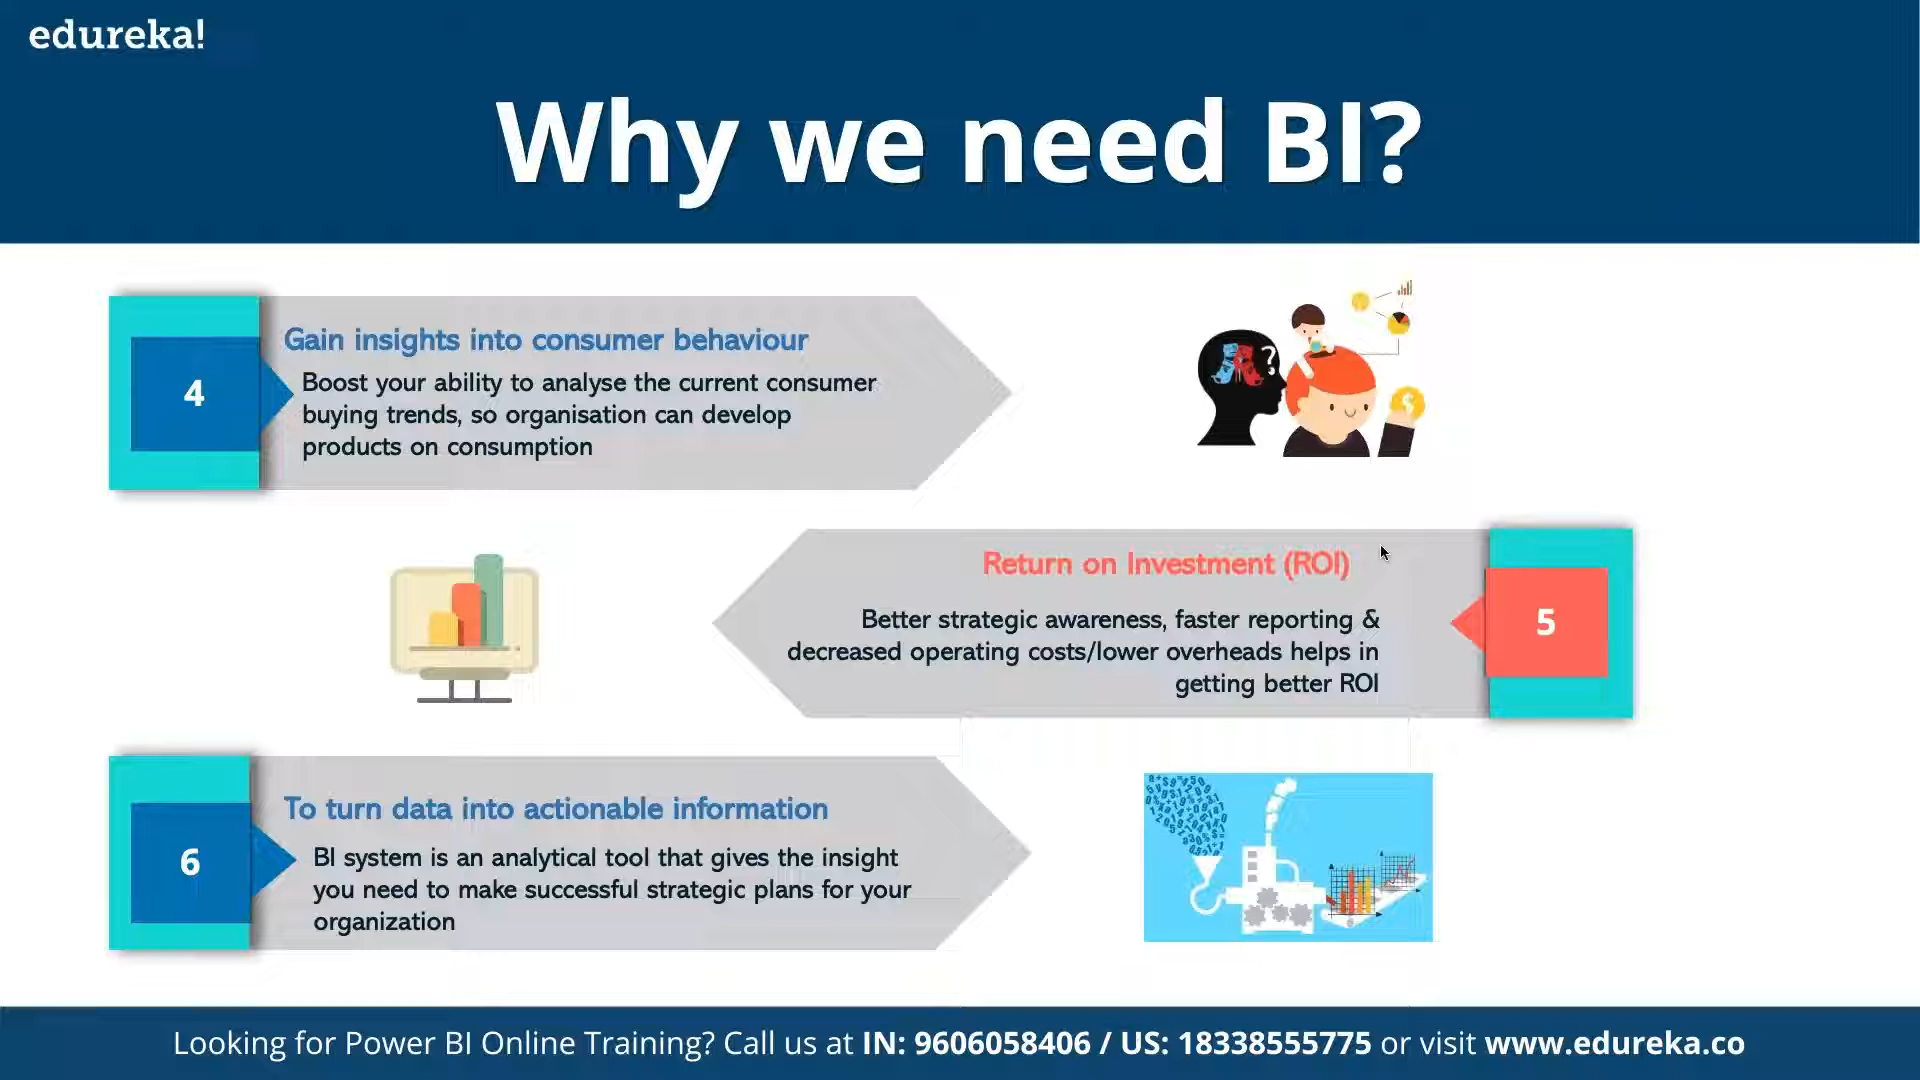 edureka!
Why we need BI?
4
Gain insights into consumer behaviour
Boost your ability to analyse the current consumer
buying trends, so organisation can develop
products on consumption
?
$
Return on Investment (ROI)
Better strategic awareness, faster reporting &
decreased operating costs/lower overheads helps in
getting better ROI
5
6
To turn data into actionable information
BI system is an analytical tool that gives the insight
you need to make successful strategic plans for your
organization
Looking for Power BI Online Training? Call us at IN: 9606058406 / US: 18338555775 or visit www.edureka.co